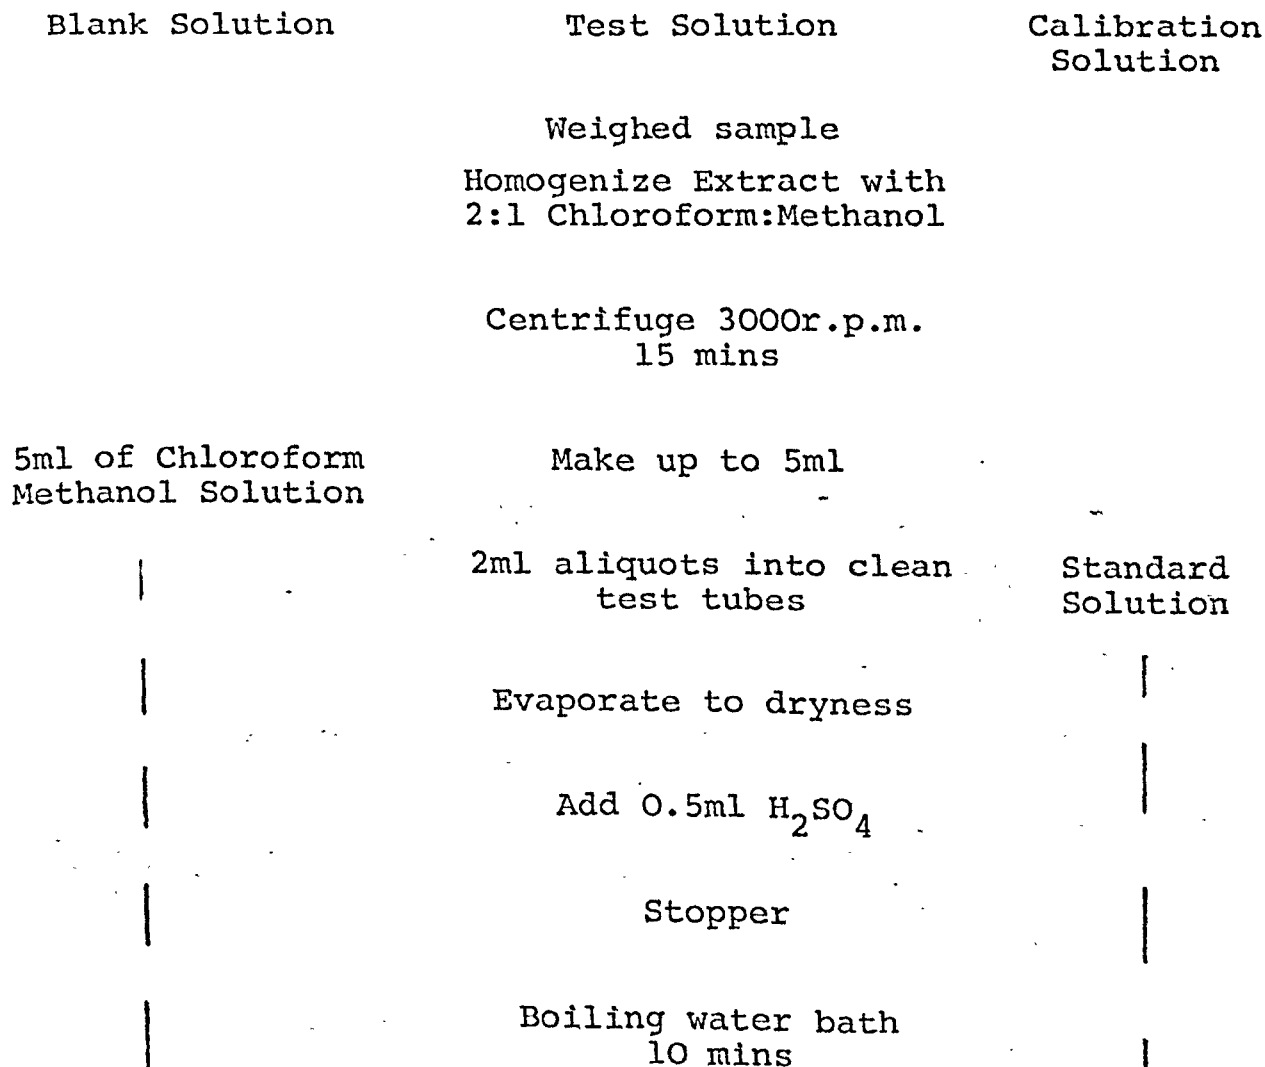 Blank Solution
Test Solution
Calibration
Solution
Weighed sample
Homogenize Extract with
2:1 Chloroform:Methanol
Centrifuge 3000r.p.m.
15 mins
5ml of Chloroform
Methanol Solution
Make up to 5ml
2ml aliquots into clean
test tubes
Standard
Solution
Evaporate to dryness
Add 0.5ml H₂SO₄
Stopper
Boiling water bath
10 mins